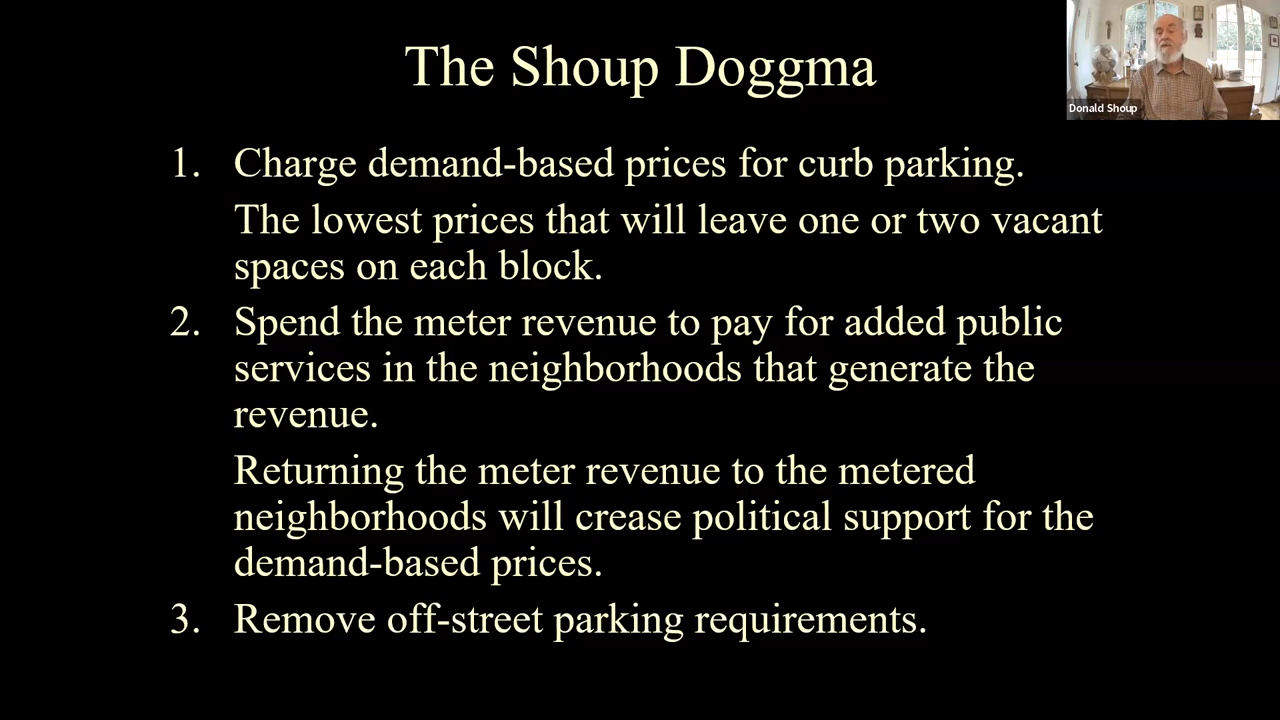 The Shoup Doggma
Donald Shoup
1. Charge demand-based prices for curb parking.
The lowest prices that will leave one or two vacant
spaces on each block.
2. Spend the meter revenue to pay for added public
services in the neighborhoods that generate the
revenue.
Returning the meter revenue to the metered
neighborhoods will crease political support for the
demand-based prices.
3. Remove off-street parking requirements.